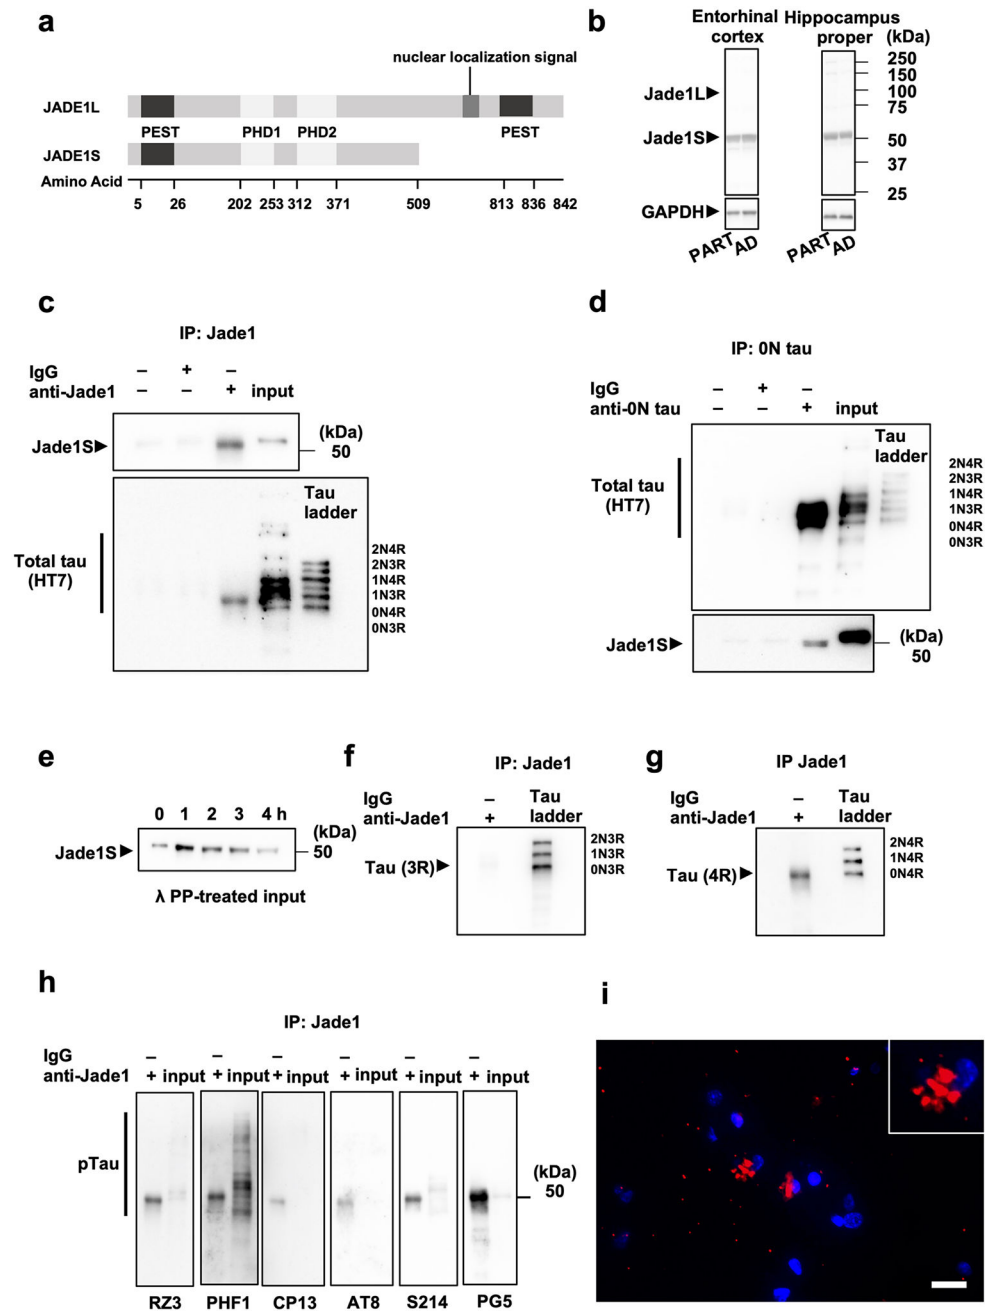 a
nuclear localization signal
JADE1L
PEST PHD1 PHD2 PEST
JADE1S
Amino Acid
5 26 202 253 312 371 509 813 836 842
b
Entorhinal cortex
Hippocampus proper
(kDa)
250
150
100
75
50
37
25
Jade1L
Jade1S
GAPDH
PART AD PART AD
c
IP: Jade1
IgG – + –
anti-Jade1 – – + input
Jade1S
(kDa)
50
Total tau
(HT7)
Tau
ladder
2N4R
2N3R
1N4R
1N3R
0N4R
0N3R
d
IP: 0N tau
IgG – + –
anti-0N tau – – + input
Total tau
(HT7)
Tau
ladder
2N4R
2N3R
1N4R
1N3R
0N4R
0N3R
Jade1S
(kDa)
50
e
0 1 2 3 4 h
Jade1S
(kDa)
50
λ PP-treated input
f
IP: Jade1
IgG –
anti-Jade1 +
Tau
ladder
Tau (3R)
2N3R
1N3R
0N3R
g
IP Jade1
IgG –
anti-Jade1 +
Tau
ladder
Tau (4R)
2N4R
1N4R
0N4R
h
IP: Jade1
IgG – – – – – –
anti-Jade1 + input + input + input + input + input + input
pTau
(kDa)
50
RZ3 PHF1 CP13 AT8 S214 PG5
i